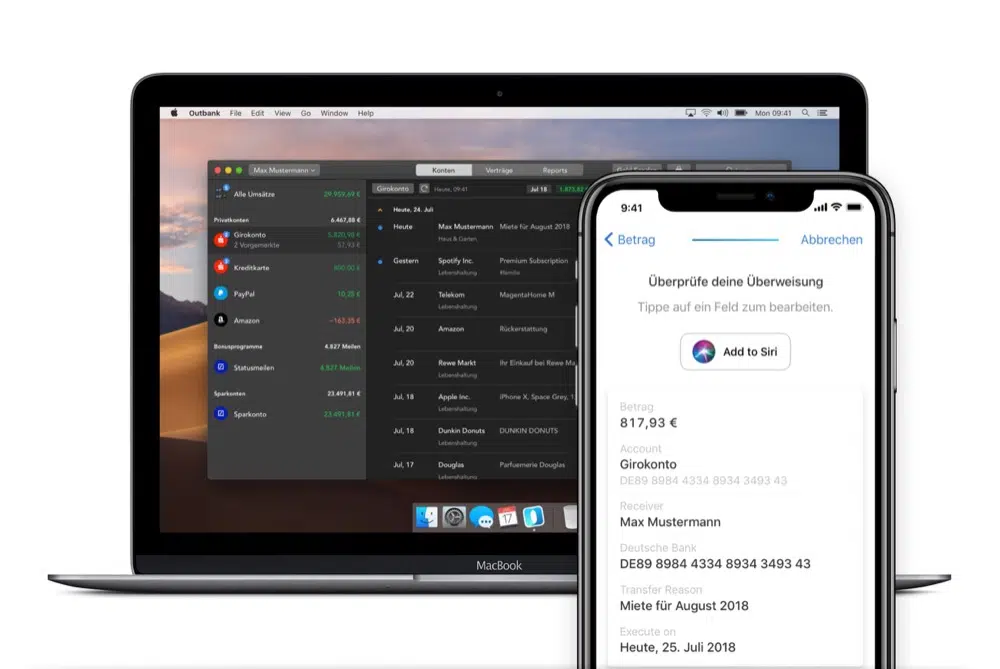 Outbank File Edit View Go Window Help Mon 09:41
Max Mustermann
Konten Verträge Reports
Alle Umsätze 29.959,69 €
Privatkonten 6.467,88 €
Girokonto 5.820,98 €
2 Vorgemerkte 57,93 €
Kreditkarte 800,00 €
PayPal 10,25 €
Amazon -163,35 €
Bonusprogramme 4.827 Meilen
Statusmeilen 4.827 Meilen
Sparkonten 23.491,81 €
Sparkonto 23.491,81 €
Girokonto Heute, 09:41 Jul 18
Heute, 24. Juli
Heute Max Mustermann Miete für August 2018
Haus & Garten
Gestern Spotify Inc. Premium Subscription
Lebenshaltung #familie
Jul, 22 Telekom MagentaHome M
Lebenshaltung
Jul, 20 Amazon Rückerstattung
Jul, 20 Rewe Markt Ihr Einkauf bei Rewe Ma
Lebenshaltung
Jul, 18 Apple Inc. iPhone X, Space Grey,
Lebenshaltung
Jul, 18 Dunkin Donuts DUNKIN DONUTS
Lebenshaltung
Jul, 17 Douglas Parfuemerie Douglas
Lebenshaltung
17
MacBook
9:41
Betrag Abbrechen
Überprüfe deine Überweisung
Tippe auf ein Feld zum bearbeiten.
Add to Siri
Betrag
817,93 €
Account
Girokonto
DE89 8984 4334 8934 3493 43
Receiver
Max Mustermann
Deutsche Bank
DE89 8984 4334 8934 3493 43
Transfer Reason
Miete für August 2018
Execute on
Heute, 25. Juli 2018